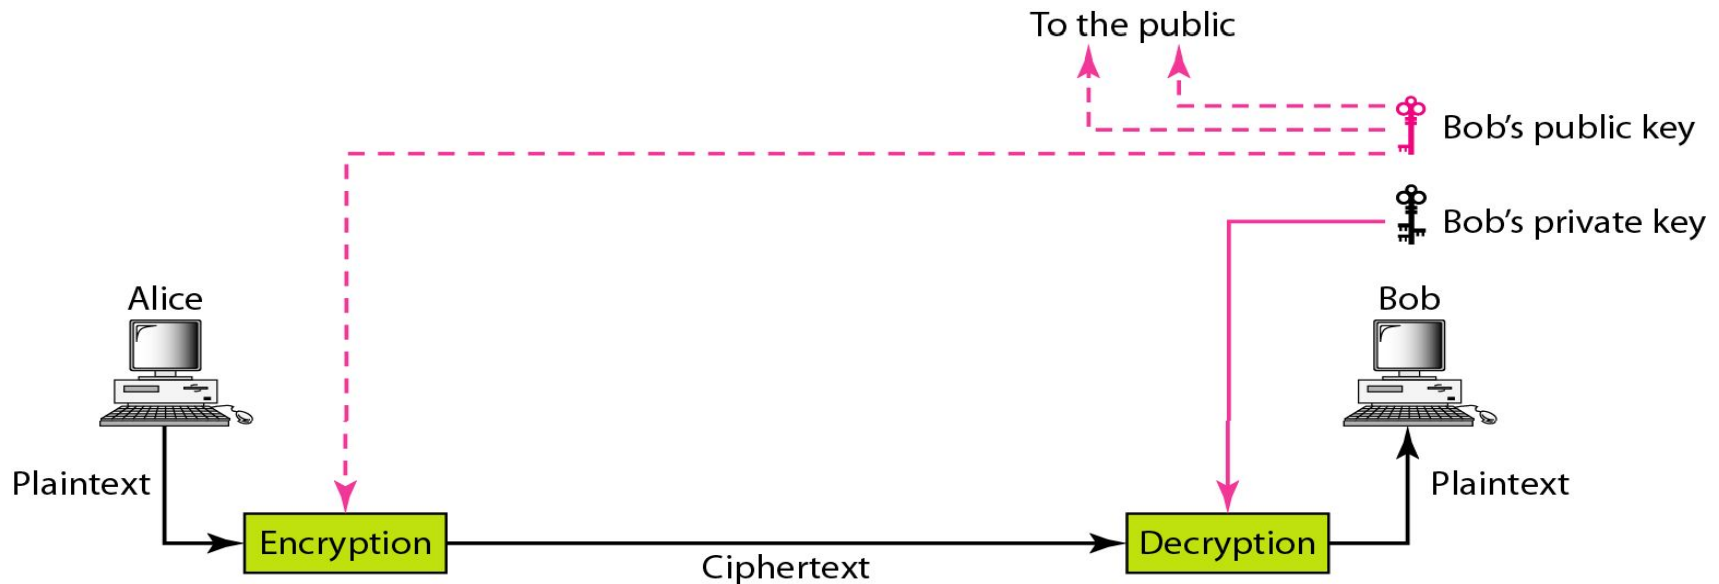 To the public
Bob’s public key
Bob’s private key
Alice
Bob
Plaintext
Plaintext
Encryption
Decryption
Ciphertext